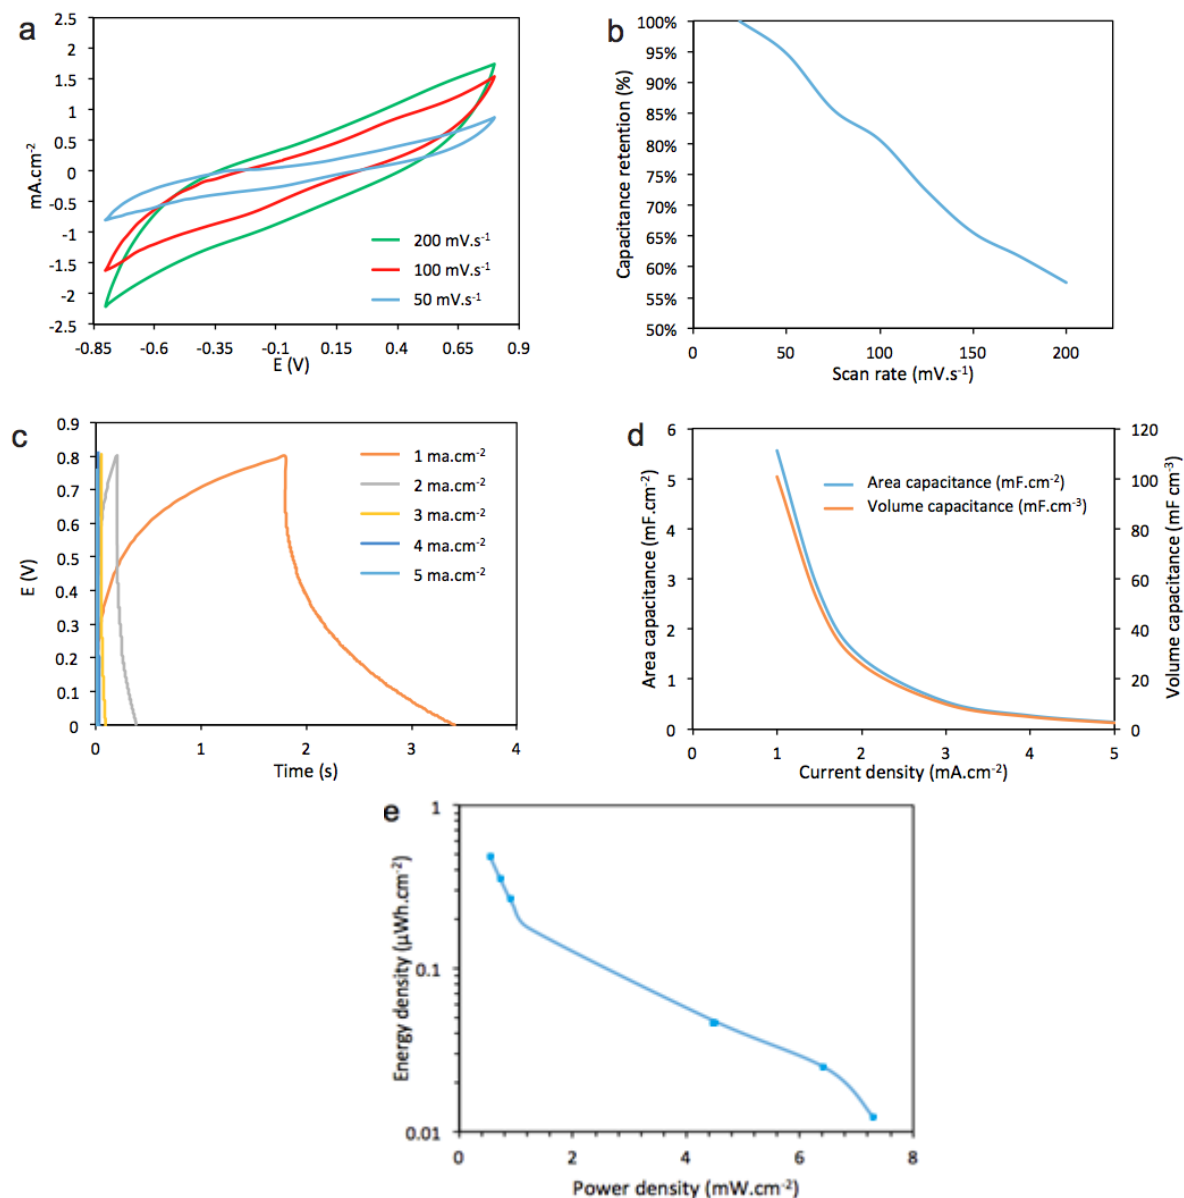 a
2.5
2
1.5
1
0.5
0
-0.5
-1
-1.5
-2
-2.5
mA.cm⁻²
200 mV.s⁻¹
100 mV.s⁻¹
50 mV.s⁻¹
-0.85 -0.6 -0.35 -0.1 0.15 0.4 0.65 0.9
E (V)
b
100%
95%
90%
85%
80%
75%
70%
65%
60%
55%
50%
Capacitance retention (%)
0 50 100 150 200
Scan rate (mV.s⁻¹)
c
0.9
0.8
0.7
0.6
0.5
0.4
0.3
0.2
0.1
0
E (V)
1 ma.cm⁻²
2 ma.cm⁻²
3 ma.cm⁻²
4 ma.cm⁻²
5 ma.cm⁻²
0 1 2 3 4
Time (s)
d
6
5
4
3
2
1
0
Area capacitance (mF.cm⁻²)
Area capacitance (mF.cm⁻²)
Volume capacitance (mF.cm⁻³)
120
100
80
60
40
20
0
Volume capacitance (mF cm⁻³)
0 1 2 3 4 5
Current density (mA.cm⁻²)
e
1
0.1
0.01
Energy density (µWh.cm⁻²)
0 2 4 6 8
Power density (mW.cm⁻²)